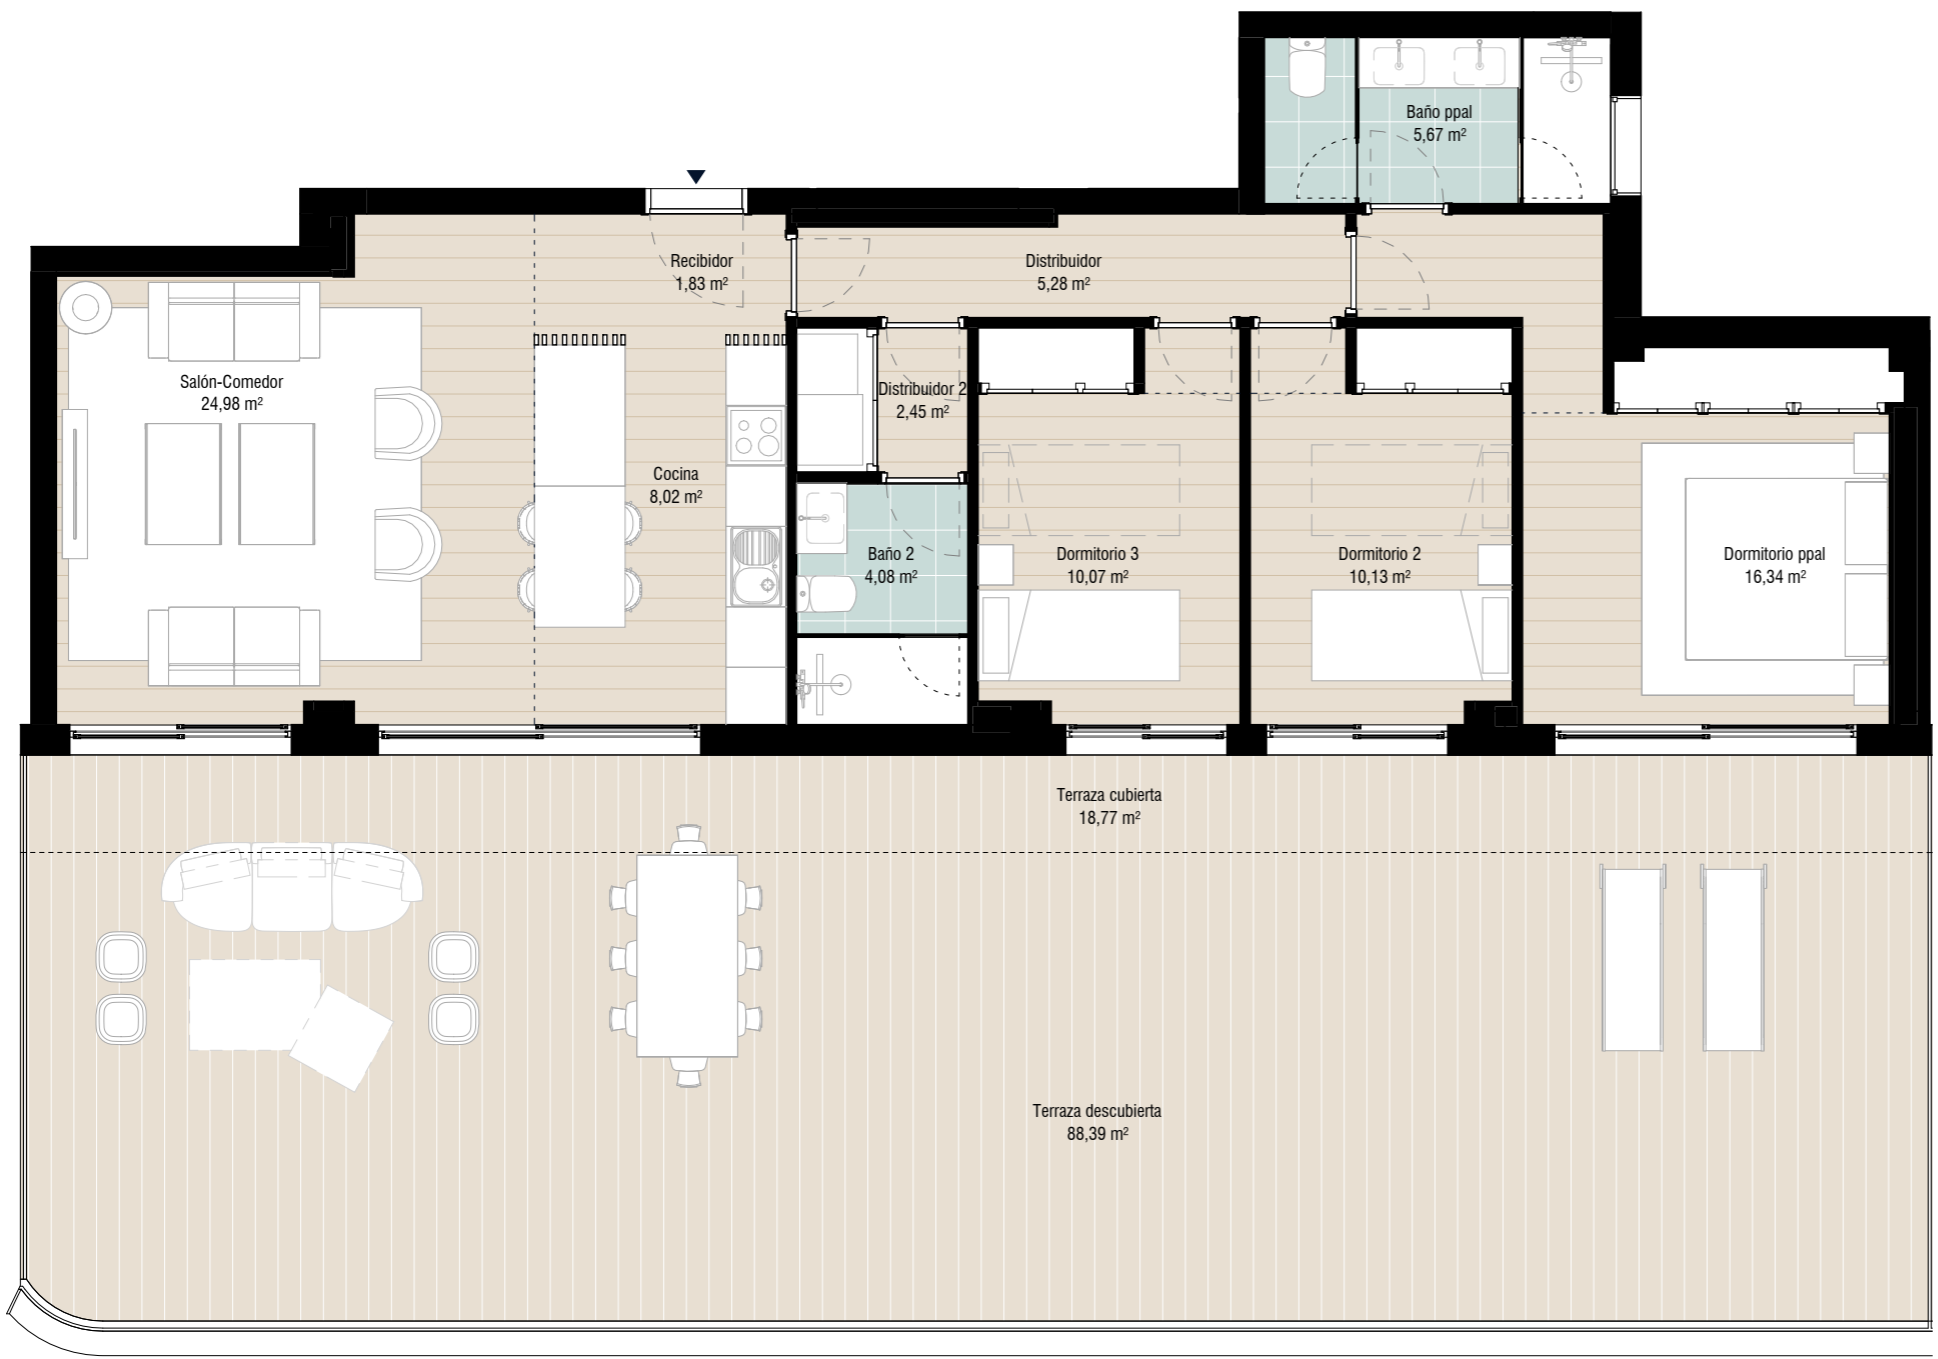 Baño ppal
5,67 m²
Recibidor
1,83 m²
Distribuidor
5,28 m²
Salón-Comedor
24,98 m²
Distribuidor 2
2,45 m²
Cocina
8,02 m²
Baño 2
4,08 m²
Dormitorio 3
10,07 m²
Dormitorio 2
10,13 m²
Dormitorio ppal
16,34 m²
Terraza cubierta
18,77 m²
Terraza descubierta
88,39 m²